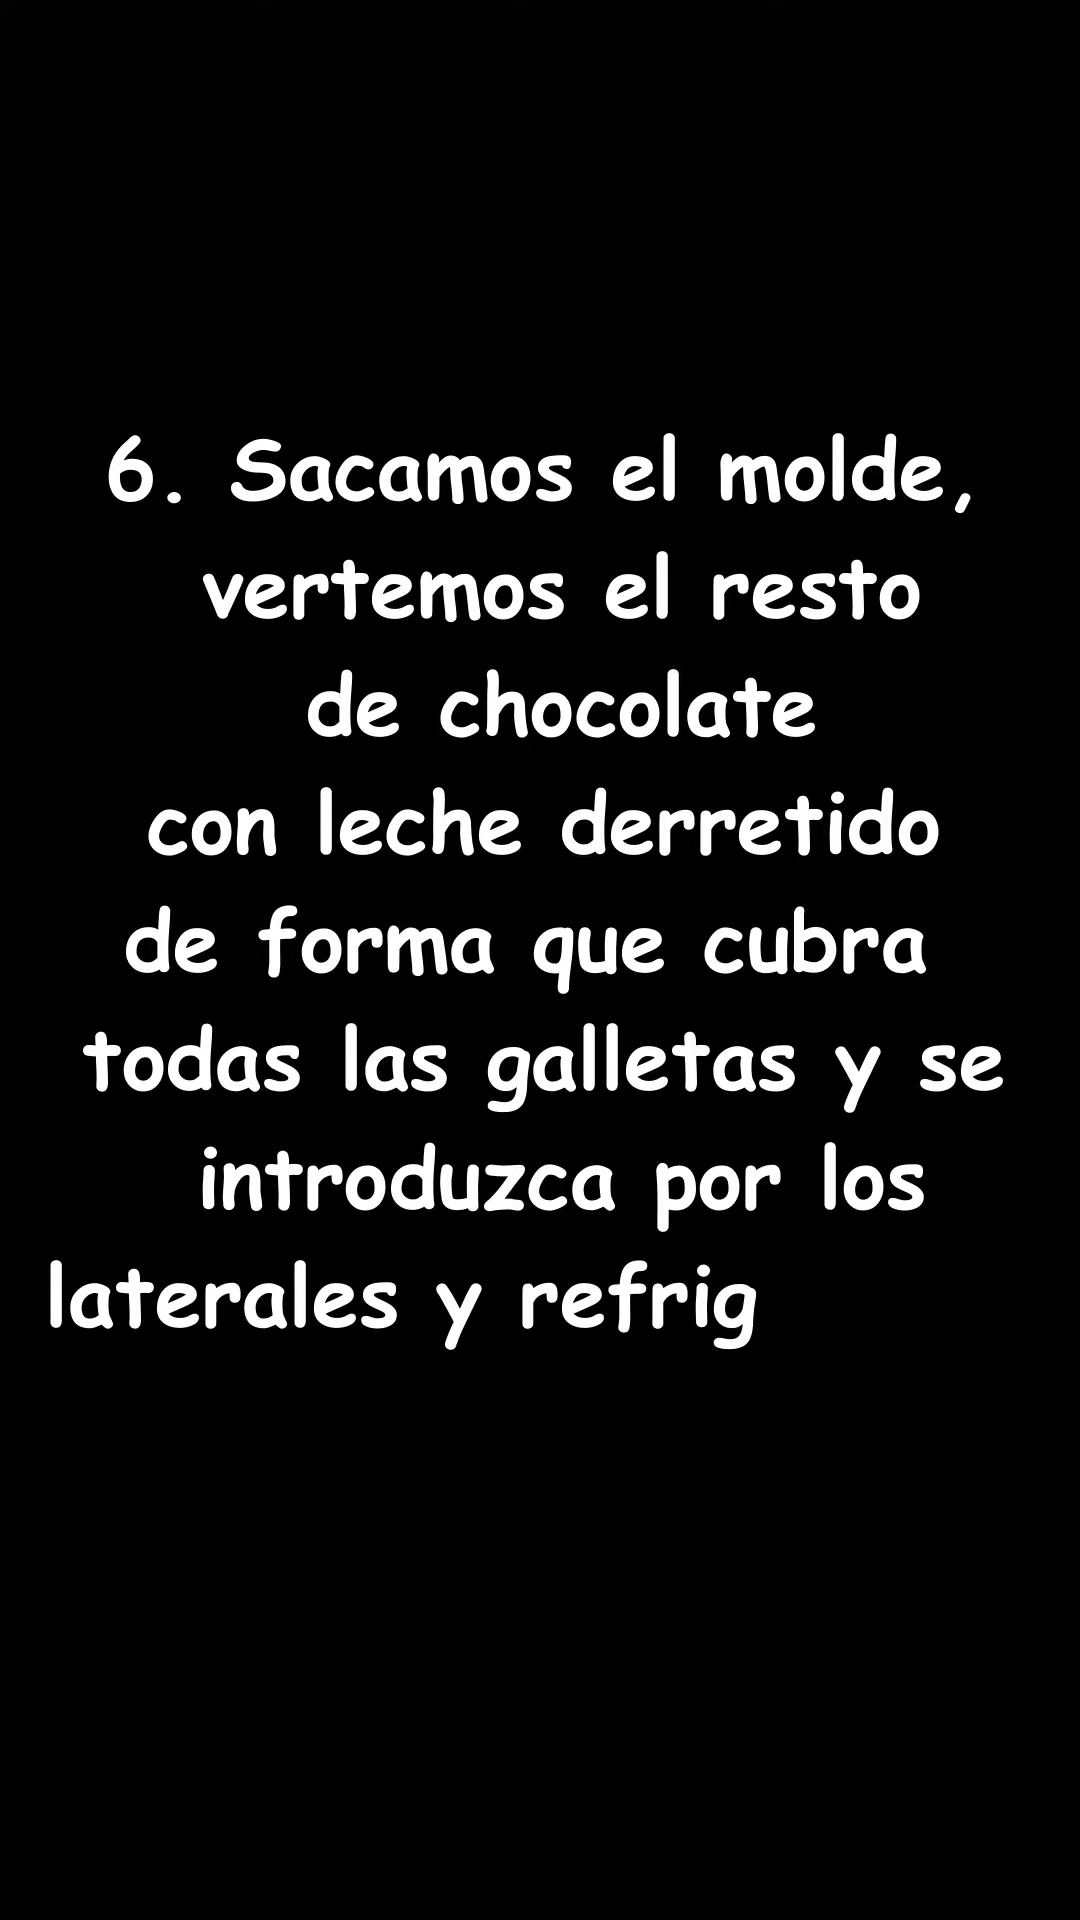 6. Sacamos el molde,
vertemos el resto
de chocolate
con leche derretido
de forma que cubra
todas las galletas y se
introduzca por los
laterales y refrig